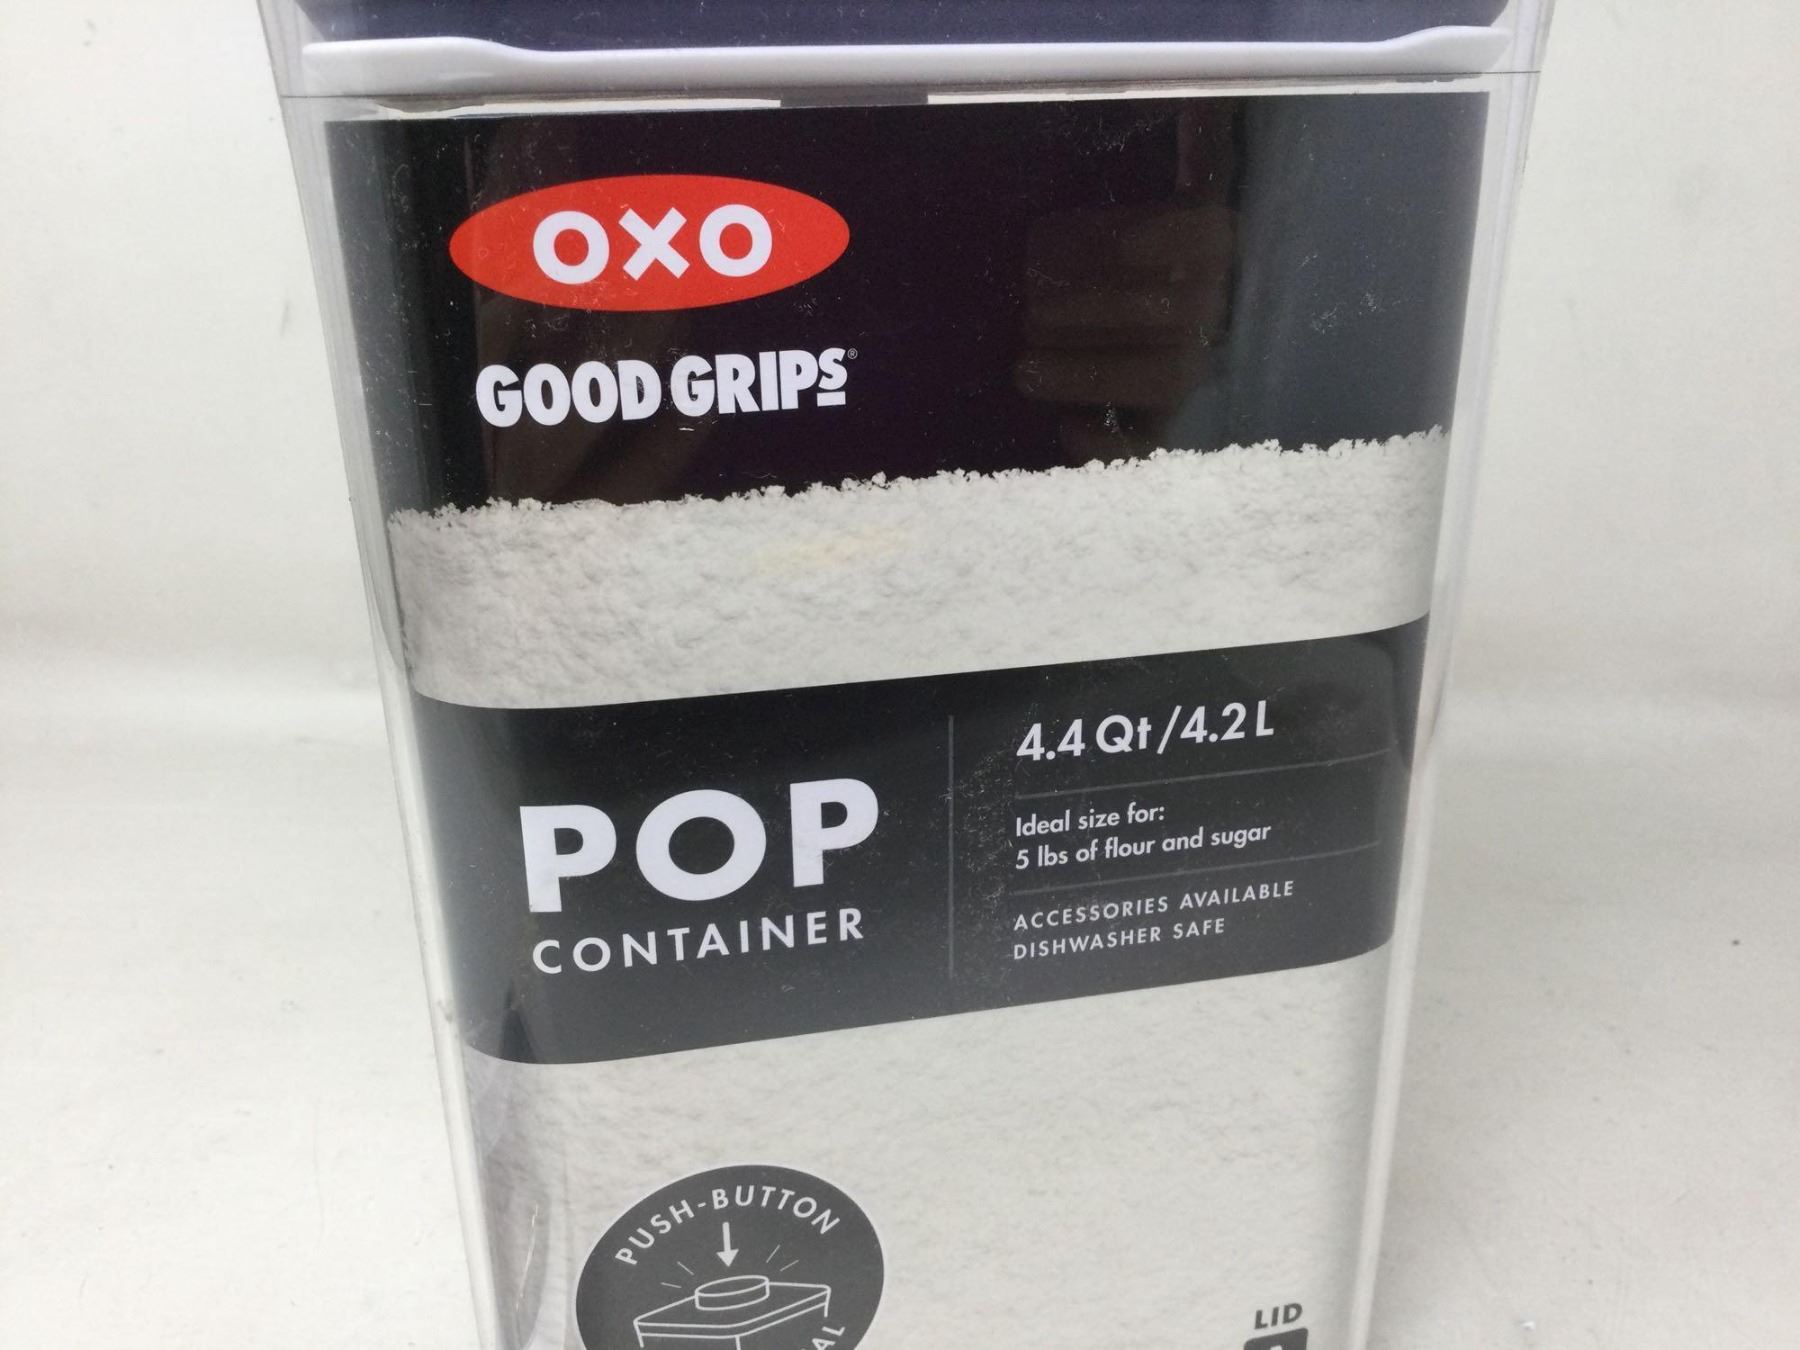 OXO
GOOD GRIPS®
POP
CONTAINER
4.4 Qt/4.2 L
Ideal size for:
5 lbs of flour and sugar
ACCESSORIES AVAILABLE
DISHWASHER SAFE
PUSH-BUTTON
LID